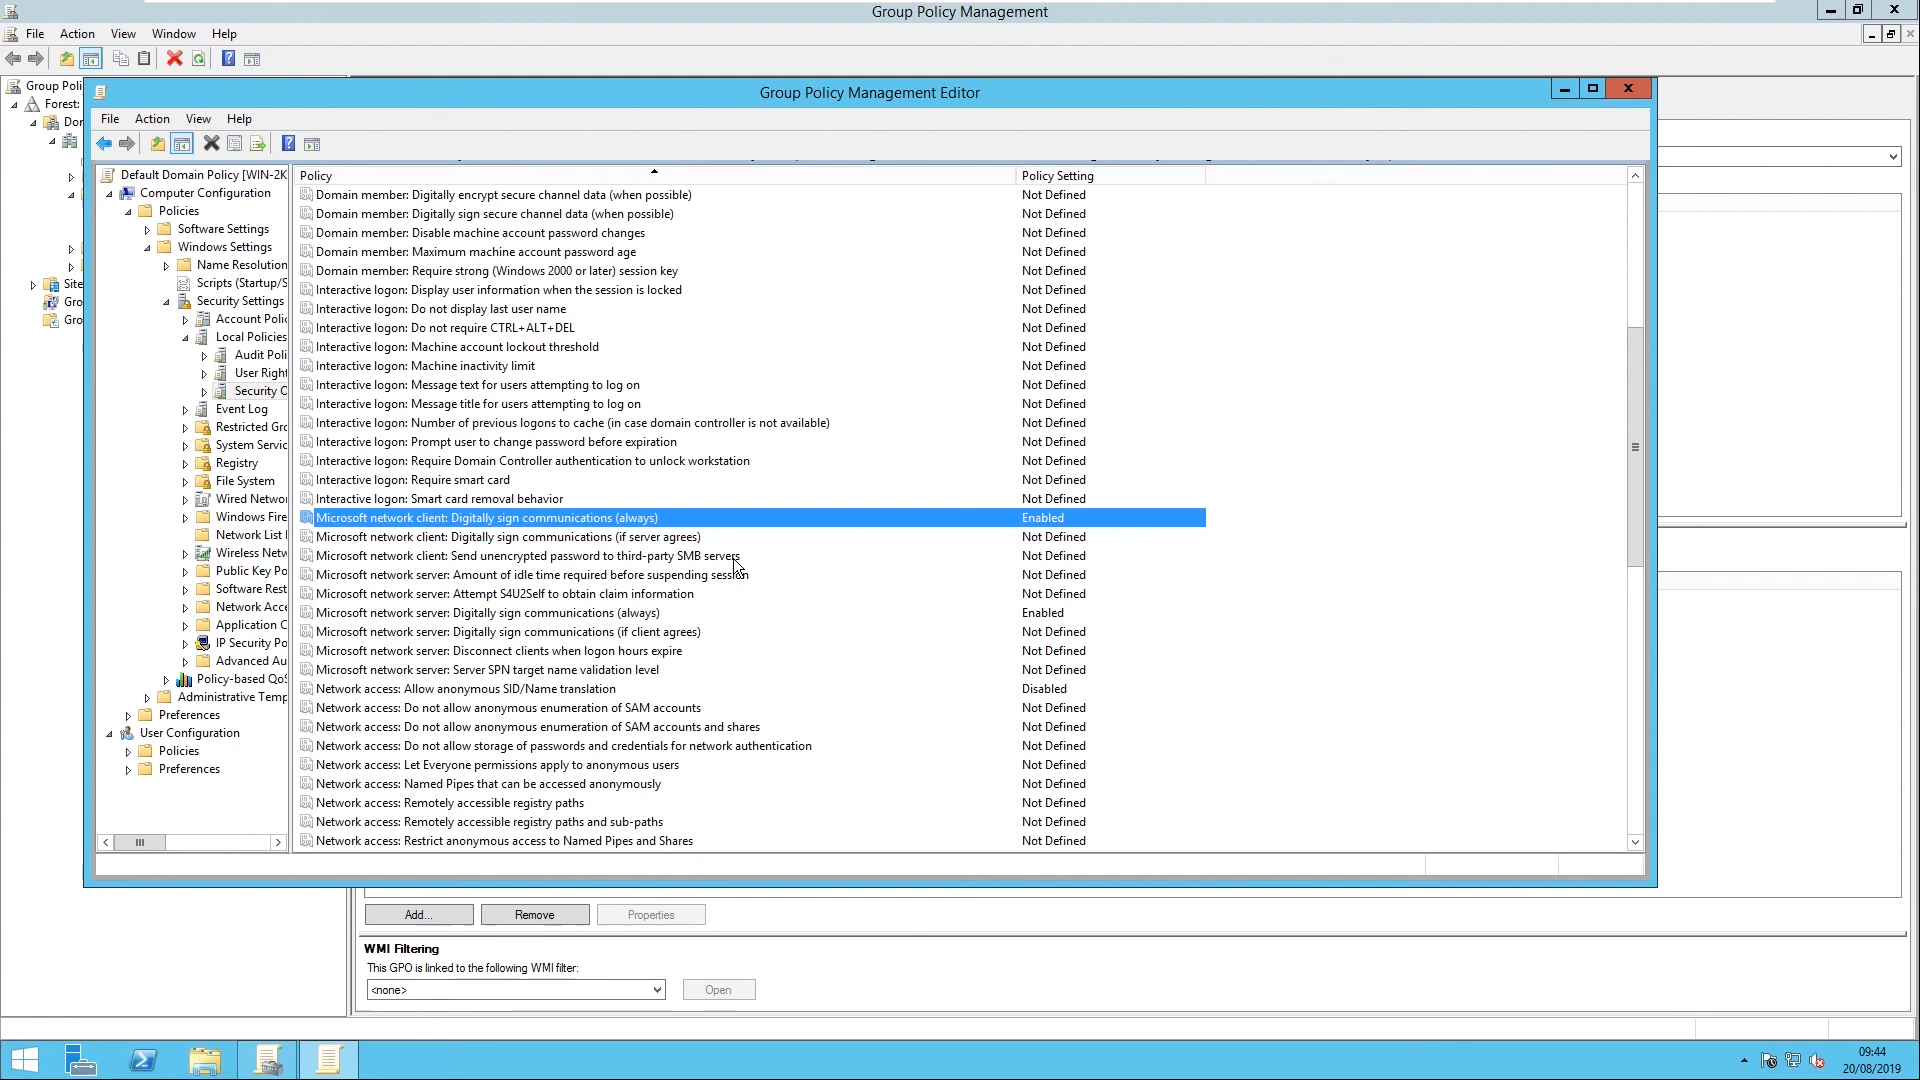 Group Policy Management
File Action View Window Help
Group Poli
Forest:
Dor
Site
Gro
Gro
Group Policy Management Editor
File Action View Help
Default Domain Policy [WIN-2K
Computer Configuration
Policies
Software Settings
Windows Settings
Name Resolution
Scripts (Startup/S
Security Settings
Account Polic
Local Policies
Audit Poli
User Righ
Security O
Event Log
Restricted Gro
System Servic
Registry
File System
Wired Netwo
Windows Fire
Network List
Wireless Netw
Public Key Po
Software Rest
Network Acce
Application C
IP Security Po
Advanced Au
Policy-based QoS
Administrative Temp
Preferences
User Configuration
Policies
Preferences
Policy Policy Setting
Domain member: Digitally encrypt secure channel data (when possible) Not Defined
Domain member: Digitally sign secure channel data (when possible) Not Defined
Domain member: Disable machine account password changes Not Defined
Domain member: Maximum machine account password age Not Defined
Domain member: Require strong (Windows 2000 or later) session key Not Defined
Interactive logon: Display user information when the session is locked Not Defined
Interactive logon: Do not display last user name Not Defined
Interactive logon: Do not require CTRL+ALT+DEL Not Defined
Interactive logon: Machine account lockout threshold Not Defined
Interactive logon: Machine inactivity limit Not Defined
Interactive logon: Message text for users attempting to log on Not Defined
Interactive logon: Message title for users attempting to log on Not Defined
Interactive logon: Number of previous logons to cache (in case domain controller is not available) Not Defined
Interactive logon: Prompt user to change password before expiration Not Defined
Interactive logon: Require Domain Controller authentication to unlock workstation Not Defined
Interactive logon: Require smart card Not Defined
Interactive logon: Smart card removal behavior Not Defined
Microsoft network client: Digitally sign communications (always) Enabled
Microsoft network client: Digitally sign communications (if server agrees) Not Defined
Microsoft network client: Send unencrypted password to third-party SMB servers Not Defined
Microsoft network server: Amount of idle time required before suspending session Not Defined
Microsoft network server: Attempt S4U2Self to obtain claim information Not Defined
Microsoft network server: Digitally sign communications (always) Enabled
Microsoft network server: Digitally sign communications (if client agrees) Not Defined
Microsoft network server: Disconnect clients when logon hours expire Not Defined
Microsoft network server: Server SPN target name validation level Not Defined
Network access: Allow anonymous SID/Name translation Disabled
Network access: Do not allow anonymous enumeration of SAM accounts Not Defined
Network access: Do not allow anonymous enumeration of SAM accounts and shares Not Defined
Network access: Do not allow storage of passwords and credentials for network authentication Not Defined
Network access: Let Everyone permissions apply to anonymous users Not Defined
Network access: Named Pipes that can be accessed anonymously Not Defined
Network access: Remotely accessible registry paths Not Defined
Network access: Remotely accessible registry paths and sub-paths Not Defined
Network access: Restrict anonymous access to Named Pipes and Shares Not Defined
Add... Remove Properties
WMI Filtering
This GPO is linked to the following WMI filter:
<none> Open
09:44
20/08/2019